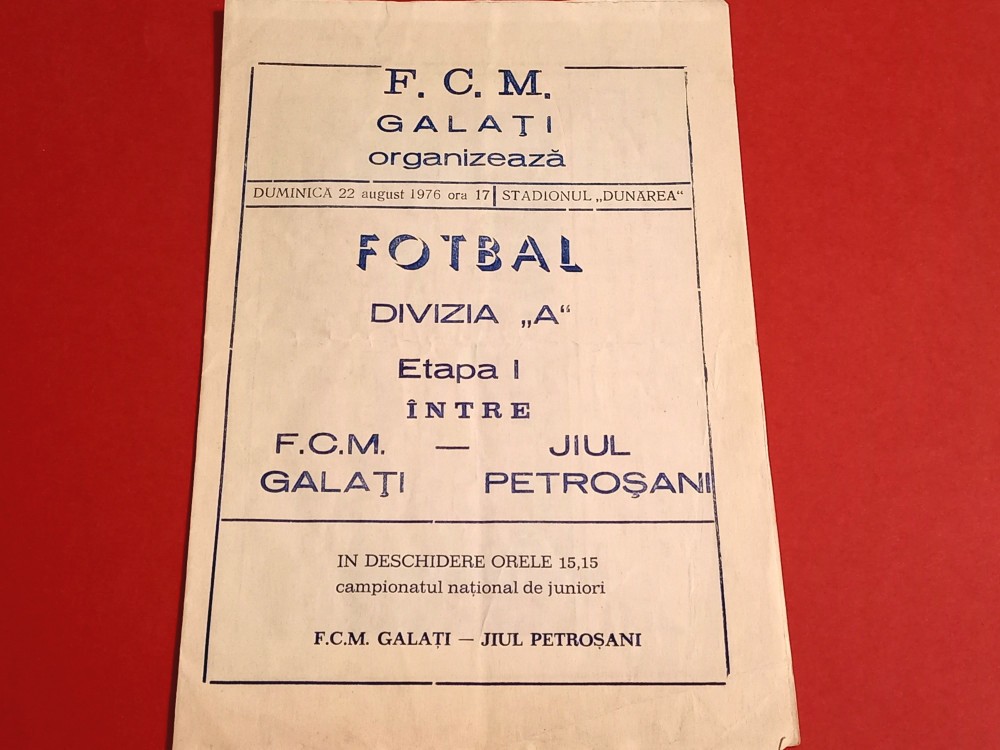 F. C. M.
GALAŢI
organizează
DUMINICA 22 august 1976 ora 17 | STADIONUL „DUNAREA“
FOTBAL
DIVIZIA „A“
Etapa I
ÎNTRE
F.C.M. — JIUL
GALAŢI PETROŞANI
IN DESCHIDERE ORELE 15,15
campionatul naţional de juniori
F.C.M. GALAŢI — JIUL PETROŞANI